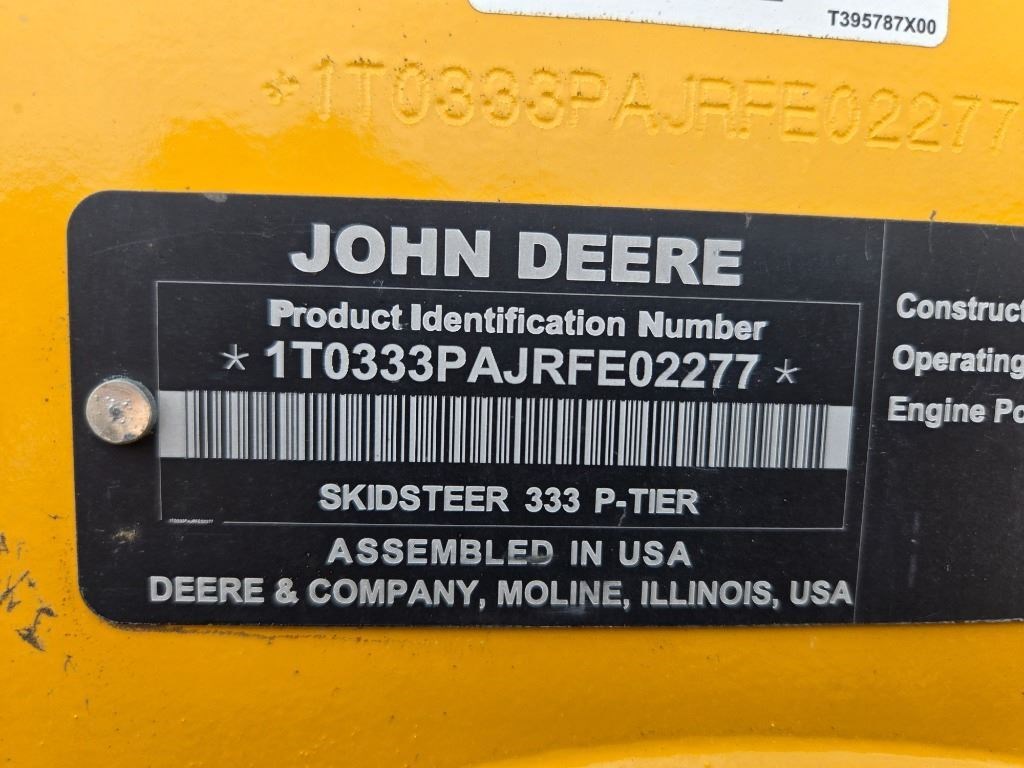 T395787X00
*1T0333PAJRFE02277
JOHN DEERE
Product Identification Number
* 1T0333PAJRFE02277 *
SKIDSTEER 333 P-TIER
1T0333PAJRFE02277
ASSEMBLED IN USA
DEERE & COMPANY, MOLINE, ILLINOIS, USA
Construct
Operating
Engine Po